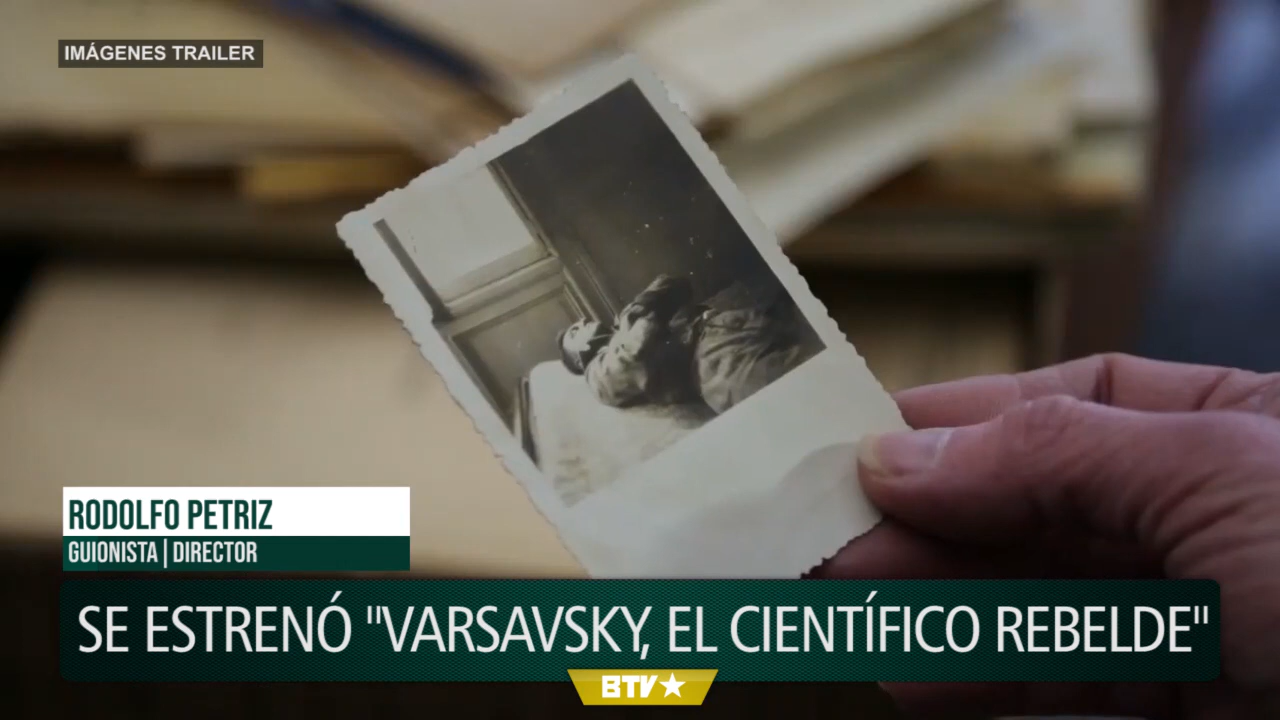 IMÁGENES TRAILER
RODOLFO PETRIZ
GUIONISTA | DIRECTOR
SE ESTRENÓ "VARSAVSKY, EL CIENTÍFICO REBELDE"
BTV